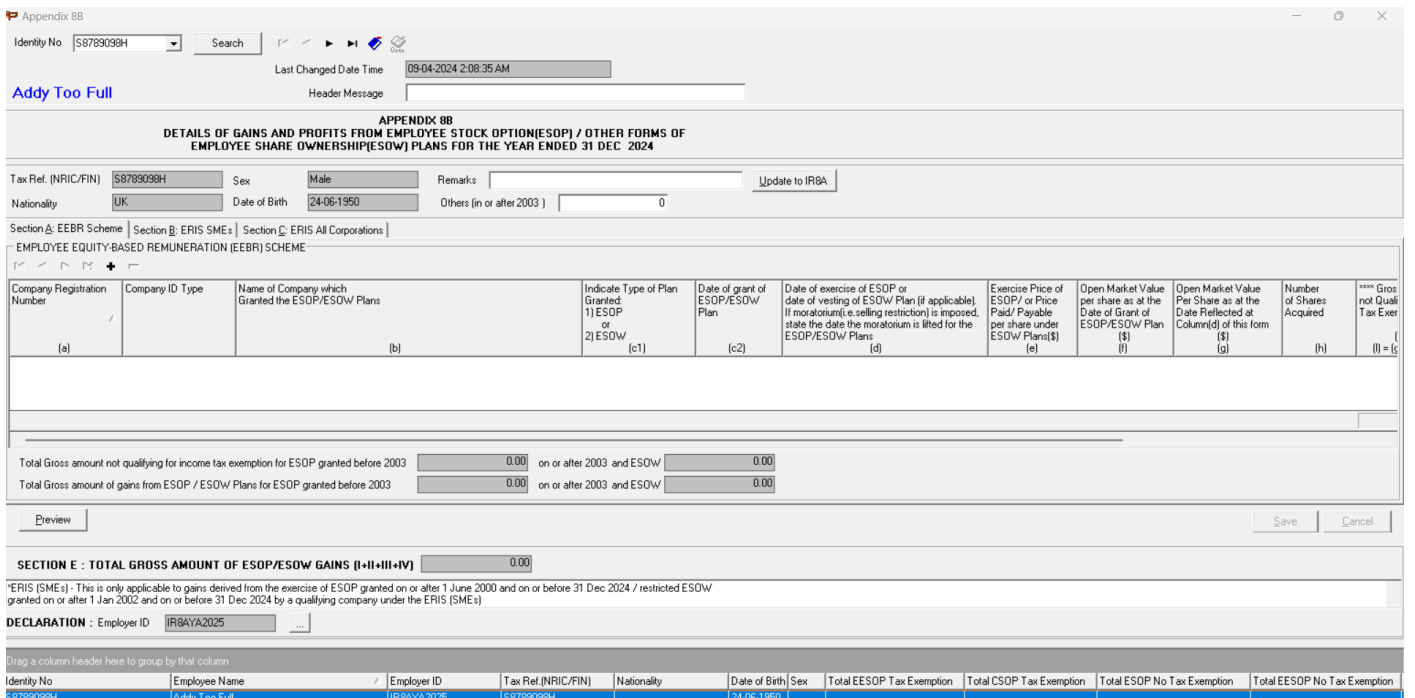 Appendix 8B
Identity No S8789098H Search Goto
Last Changed Date Time 09-04-2024 2:08:35 AM
Addy Too Full Header Message
APPENDIX 8B
DETAILS OF GAINS AND PROFITS FROM EMPLOYEE STOCK OPTION(ESOP) / OTHER FORMS OF
EMPLOYEE SHARE OWNERSHIP(ESOW) PLANS FOR THE YEAR ENDED 31 DEC 2024
Tax Ref. (NRIC/FIN) S8789098H Sex Male Remarks Update to IR8A
Nationality UK Date of Birth 24-06-1950 Others (in or after 2003 ) 0
Section A: EEBR Scheme Section B: ERIS SMEs Section C: ERIS All Corporations
EMPLOYEE EQUITY-BASED REMUNERATION (EEBR) SCHEME
Company Registration Number (a)
Company ID Type
Name of Company which Granted the ESOP/ESOW Plans (b)
Indicate Type of Plan Granted: 1) ESOP or 2) ESOW (c1)
Date of grant of ESOP/ESOW Plan (c2)
Date of exercise of ESOP or date of vesting of ESOW Plan (if applicable). If moratorium(i.e.selling restriction) is imposed, state the date the moratorium is lifted for the ESOP/ESOW Plans (d)
Exercise Price of ESOP/ or Price Paid/ Payable per share under ESOW Plans($) (e)
Open Market Value per share as at the Date of Grant of ESOP/ESOW Plan ($) (f)
Open Market Value Per Share as at the Date Reflected at Column(d) of this form ($) (g)
Number of Shares Acquired (h)
**** Gros not Quali Tax Exer ( (l) = (g
Total Gross amount not qualifying for income tax exemption for ESOP granted before 2003 0.00 on or after 2003 and ESOW 0.00
Total Gross amount of gains from ESOP / ESOW Plans for ESOP granted before 2003 0.00 on or after 2003 and ESOW 0.00
Preview Save Cancel
SECTION E : TOTAL GROSS AMOUNT OF ESOP/ESOW GAINS (I+II+III+IV) 0.00
*ERIS (SMEs) - This is only applicable to gains derived from the exercise of ESOP granted on or after 1 June 2000 and on or before 31 Dec 2024 / restricted ESOW
granted on or after 1 Jan 2002 and on or before 31 Dec 2024 by a qualifying company under the ERIS (SMEs)
DECLARATION : Employer ID IR8AYA2025 ...
Drag a column header here to group by that column
Identity No Employee Name Employer ID Tax Ref.(NRIC/FIN) Nationality Date of Birth Sex Total EESOP Tax Exemption Total CSOP Tax Exemption Total ESOP No Tax Exemption Total EESOP No Tax Exemption
S8789098H Addy Too Full IR8AYA2025 S8789098H 24-06-1950